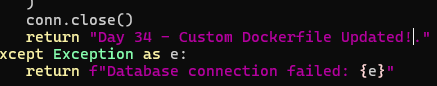 )
conn.close()
return "Day 34 — Custom Dockerfile Updated!."
xcept Exception as e:
return f"Database connection failed: {e}"